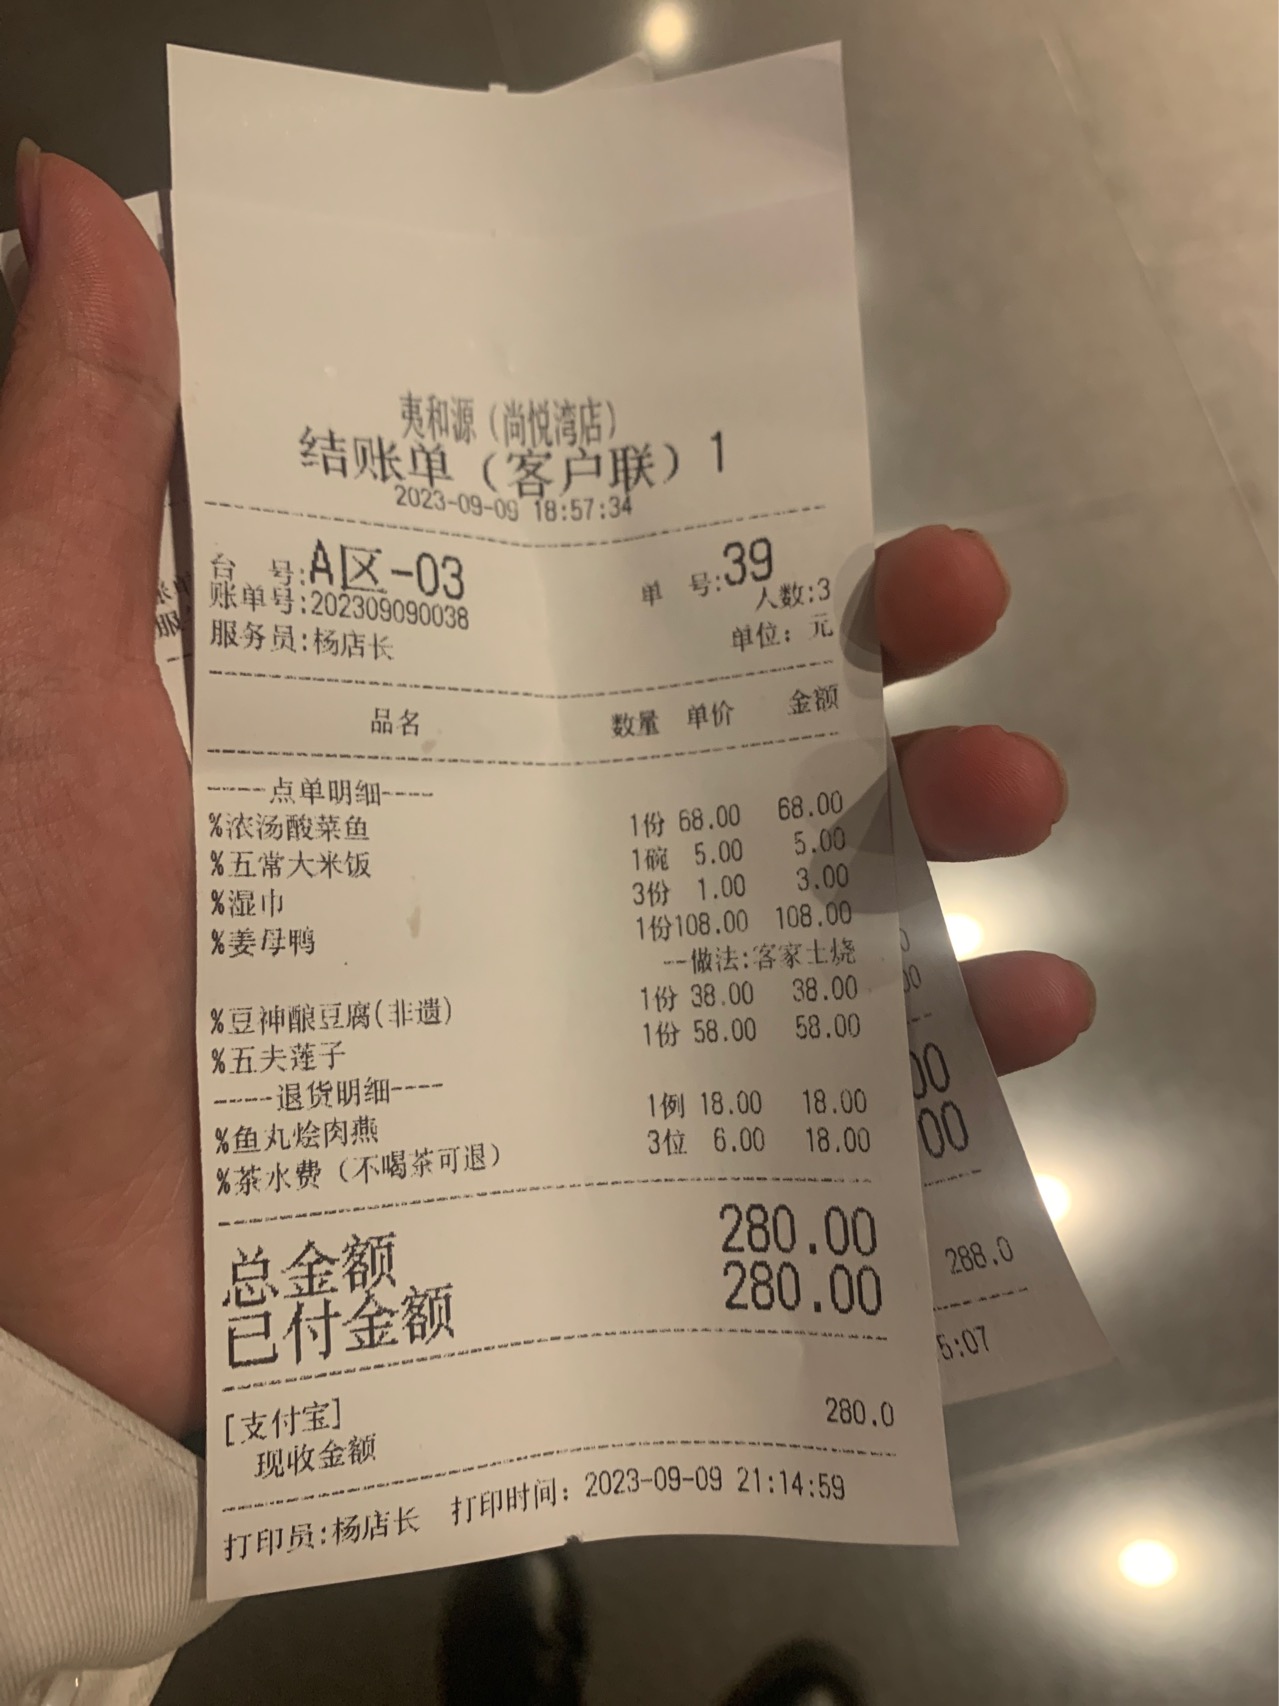 夷和源（尚悦湾店）
结账单（客户联）1
2023-09-09 18:57:34
台 号:A区-03 单 号:39
账单号:202309090038 人数:3
服务员:杨店长 单位: 元
品名 数量 单价 金额
-----点单明细----
%浓汤酸菜鱼 1份 68.00 68.00
%五常大米饭 1碗 5.00 5.00
%湿巾 3份 1.00 3.00
%姜母鸭 1份108.00 108.00
--做法:客家土烧
%豆神酿豆腐(非遗) 1份 38.00 38.00
%五夫莲子 1份 58.00 58.00
-----退货明细----
%鱼丸烩肉燕 1例 18.00 18.00
%茶水费（不喝茶可退） 3位 6.00 18.00
总金额 280.00
已付金额 280.00
[支付宝]
现收金额 280.0
打印员:杨店长 打印时间: 2023-09-09 21:14:59
288.0
5:07